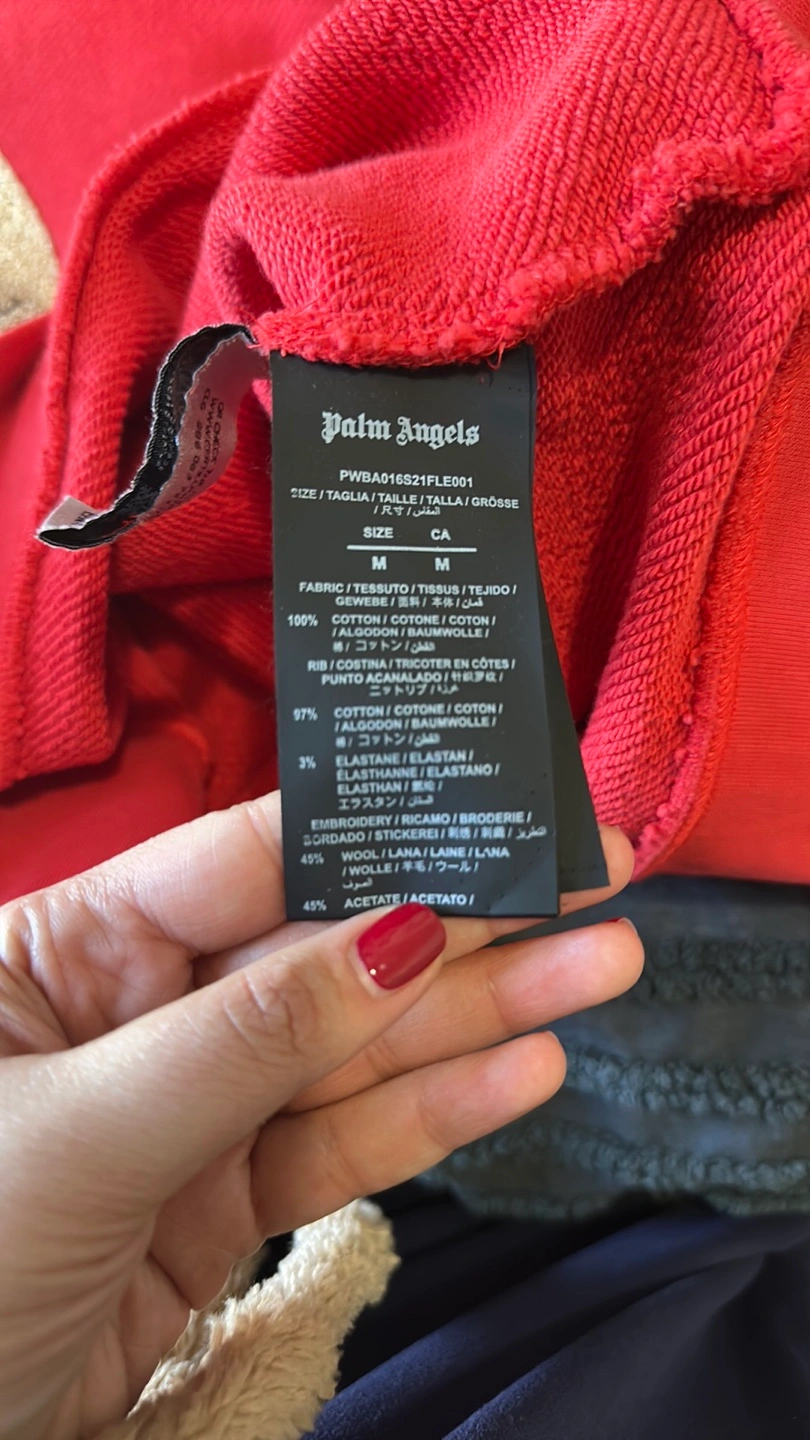 Palm Angels
PWBA016S21FLE001
SIZE / TAGLIA / TAILLE / TALLA / GRÖSSE
/ 尺寸 / المقاس
SIZE CA
M M
FABRIC / TESSUTO / TISSUS / TEJIDO /
GEWEBE / 面料 / 本体 / قماش
100% COTTON / COTONE / COTON /
/ ALGODON / BAUMWOLLE /
棉 / コットン / القطن
RIB / COSTINA / TRICOTER EN CÔTES /
PUNTO ACANALADO / 针织罗纹 /
ニットリブ /
97% COTTON / COTONE / COTON /
/ ALGODON / BAUMWOLLE /
棉 / コットン / القطن
3% ELASTANE / ELASTAN /
ÉLASTHANNE / ELASTANO /
ELASTHAN /
エラスタン /
EMBROIDERY / RICAMO / BRODERIE /
BORDADO / STICKEREI / 刺绣 / 刺繍 / التطريز
45% WOOL / LANA / LAINE / LANA
/ WOLLE / 羊毛 / ウール /
الصوف
45% ACETATE / ACETATO /